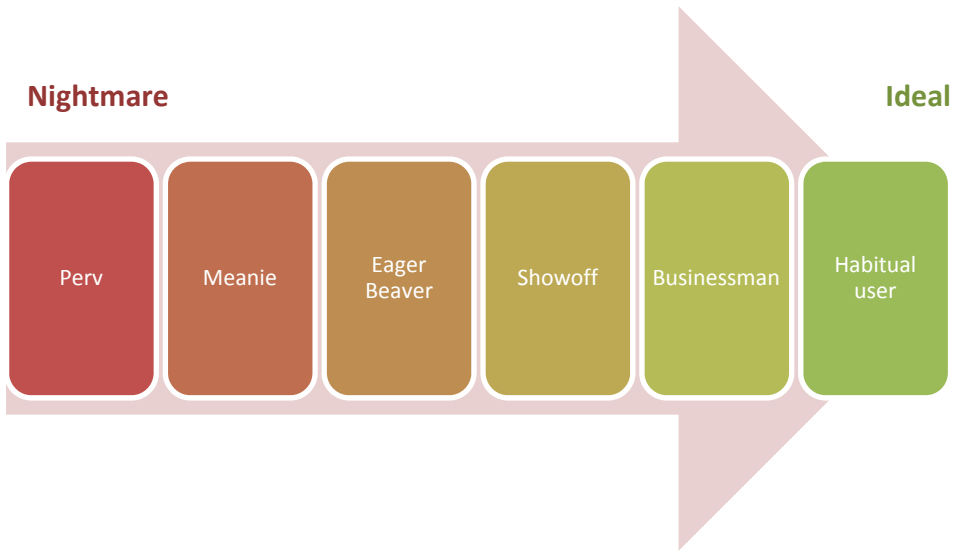 Nightmare
Ideal
Perv
Meanie
Eager
Beaver
Showoff
Businessman
Habitual
user